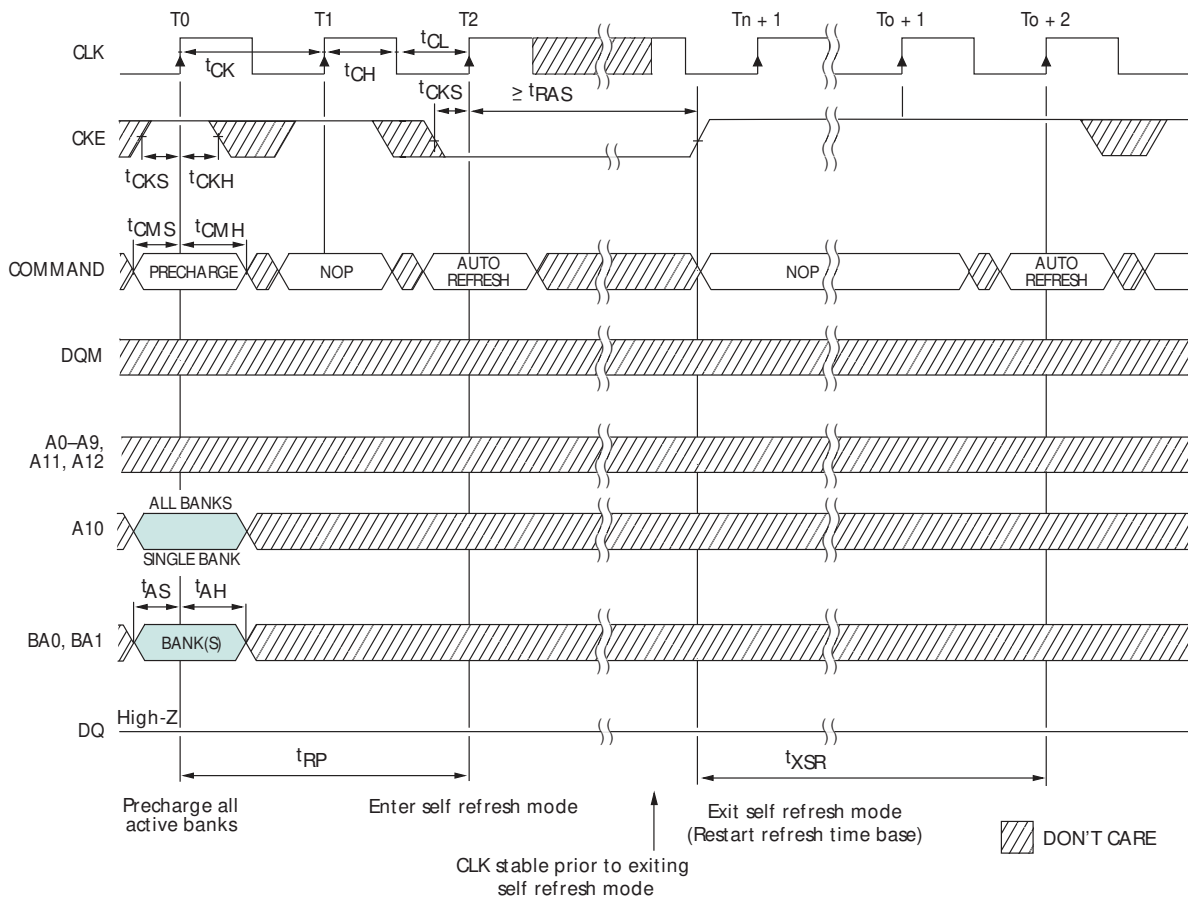 T0 T1 T2 Tn + 1 To + 1 To + 2
CLK
tCK tCH tCL
tCKS ≥ tRAS
CKE
tCKS tCKH
tCMS tCMH
COMMAND PRECHARGE NOP AUTO REFRESH NOP AUTO REFRESH
DQM
A0–A9,
A11, A12
ALL BANKS
A10
SINGLE BANK
tAS tAH
BA0, BA1 BANK(S)
High-Z
DQ
tRP tXSR
Precharge all
active banks
Enter self refresh mode
CLK stable prior to exiting
self refresh mode
Exit self refresh mode
(Restart refresh time base)
DON'T CARE